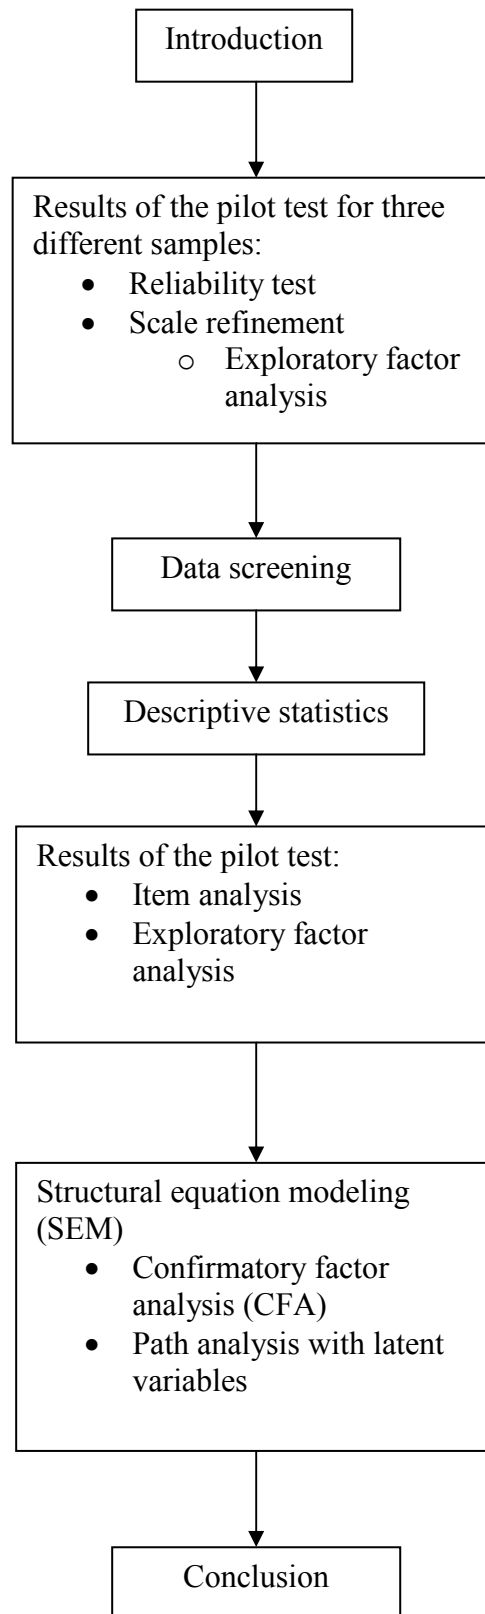 Introduction
Results of the pilot test for three
different samples:
• Reliability test
• Scale refinement
o Exploratory factor
analysis
Data screening
Descriptive statistics
Results of the pilot test:
• Item analysis
• Exploratory factor
analysis
Structural equation modeling
(SEM)
• Confirmatory factor
analysis (CFA)
• Path analysis with latent
variables
Conclusion